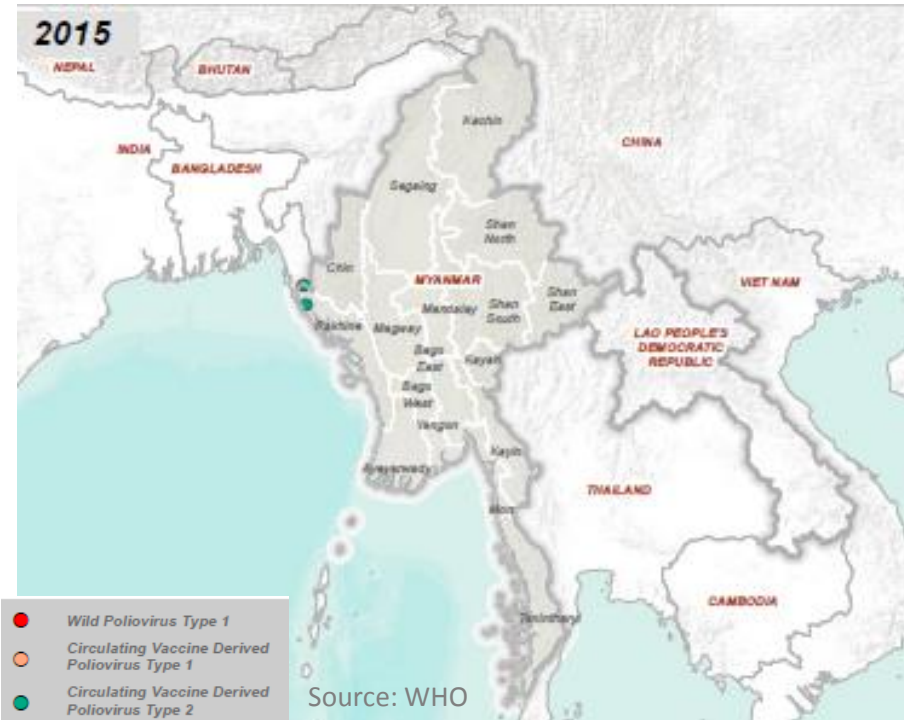 2015
NEPAL
BHUTAN
Kachin
CHINA
INDIA
BANGLADESH
Sagaing
Shan
North
Chin
MYANMAR
VIET NAM
Mandalay
Shan
South
Shan
East
Rakhine
Magway
LAO PEOPLE'S
DEMOCRATIC
REPUBLIC
Bago
East
Kayah
Bago
West
Yangon
Kayin
Ayeyarwady
THAILAND
Mon
CAMBODIA
Tanintharyi
Wild Poliovirus Type 1
Circulating Vaccine Derived
Poliovirus Type 1
Circulating Vaccine Derived
Poliovirus Type 2
Source: WHO